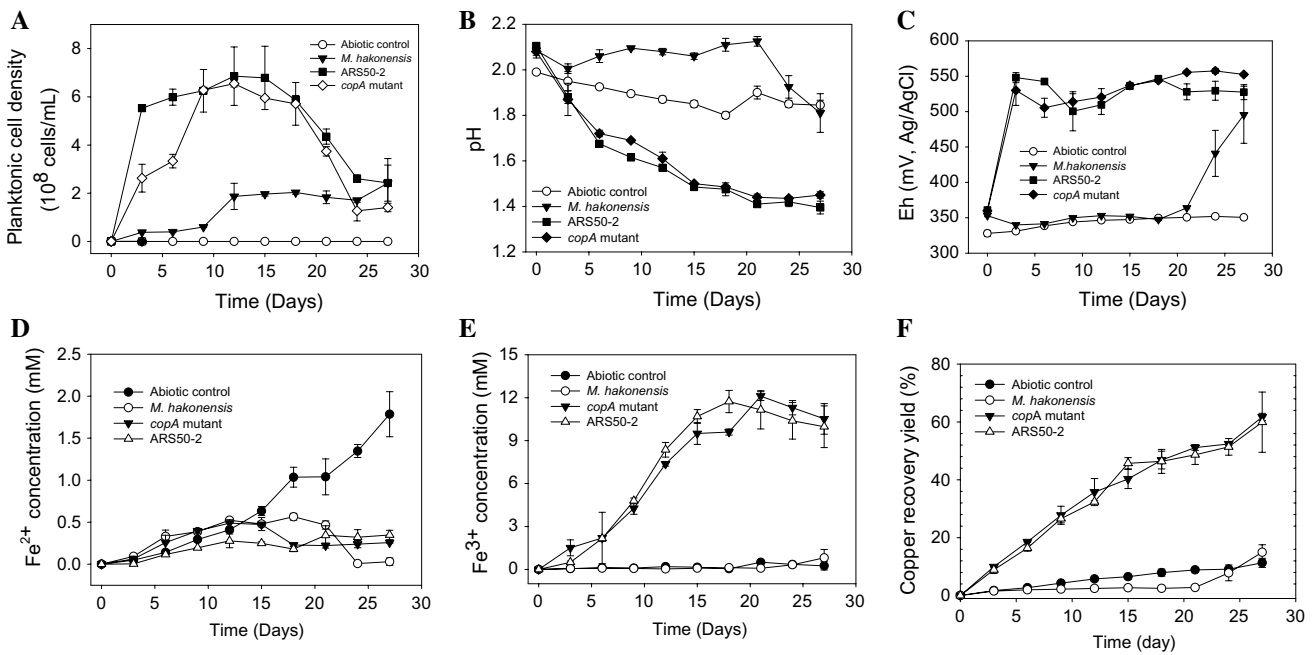 A
Planktonic cell density
(10⁸ cells/mL)
8
6
4
2
0
Abiotic control
M. hakonensis
ARS50-2
copA mutant
0 5 10 15 20 25 30
Time (Days)
B
pH
2.2
2.0
1.8
1.6
1.4
1.2
Abiotic control
M. hakonensis
ARS50-2
copA mutant
0 5 10 15 20 25 30
Time (Days)
C
Eh (mV, Ag/AgCl)
600
550
500
450
400
350
300
Abiotic control
M.hakonensis
ARS50-2
copA mutant
0 5 10 15 20 25 30
Time (Days)
D
Fe²⁺ concentration (mM)
2.5
2.0
1.5
1.0
0.5
0.0
Abiotic control
M. hakonensis
copA mutant
ARS50-2
0 5 10 15 20 25 30
Time (Days)
E
Fe³⁺ concentration (mM)
15
12
9
6
3
0
Abiotic control
M. hakonensis
copA mutant
ARS50-2
0 5 10 15 20 25 30
Time (Days)
F
Copper recovery yield (%)
80
60
40
20
0
Abiotic control
M. hakonensis
copA mutant
ARS50-2
0 5 10 15 20 25 30
Time (day)